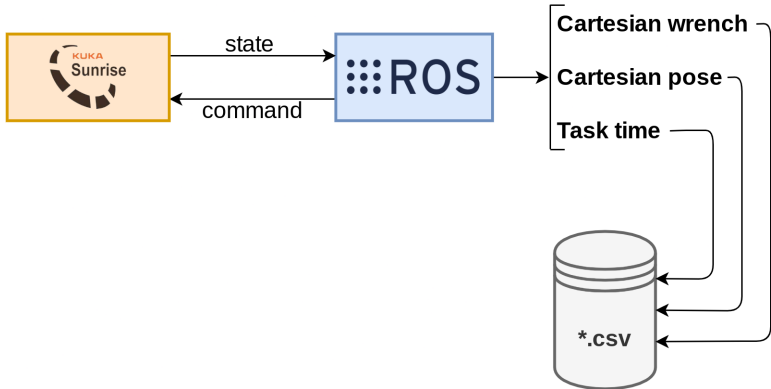 KUKA
Sunrise
state
command
ROS
Cartesian wrench
Cartesian pose
Task time
*.csv